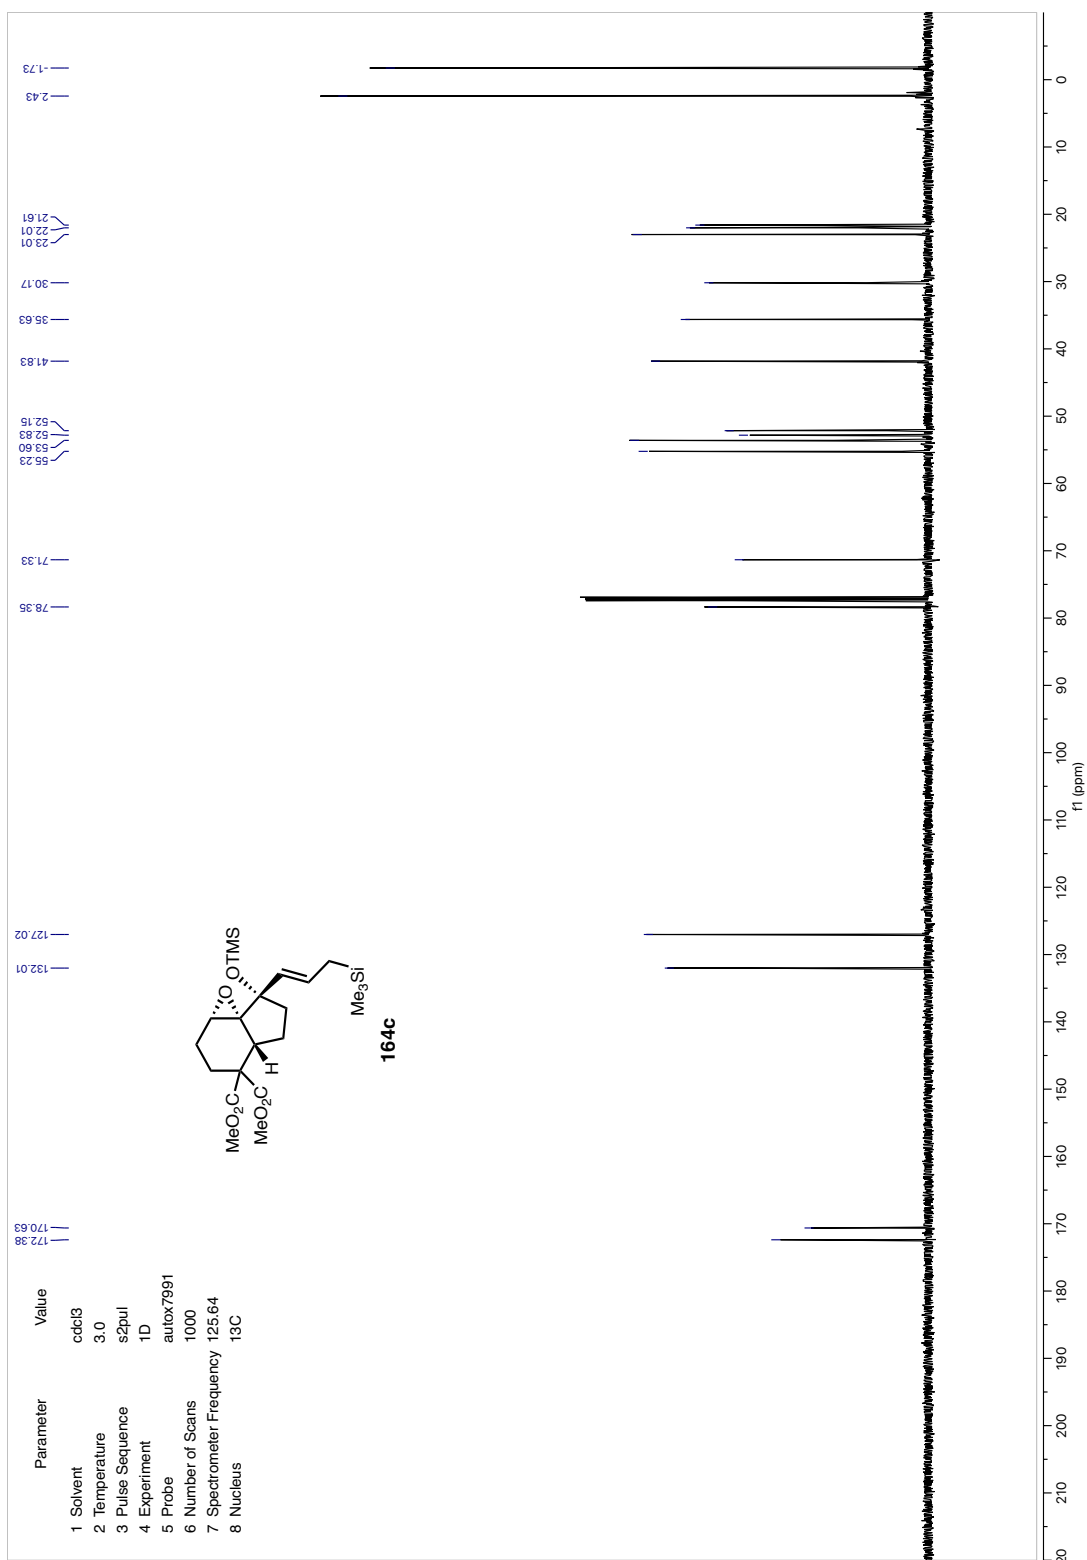 Parameter Value
1 Solvent cdcl3
2 Temperature 3.0
3 Pulse Sequence s2pul
4 Experiment 1D
5 Probe autox7991
6 Number of Scans 1000
7 Spectrometer Frequency 125.64
8 Nucleus 13C
172.38
170.63
132.01
127.02
78.35
71.33
55.23
53.60
52.83
52.15
41.83
35.63
30.17
23.01
22.01
21.61
2.43
-1.73
MeO2C
MeO2C
H
O
OTMS
Me3Si
164c
20 210 200 190 180 170 160 150 140 130 120 110 100 90 80 70 60 50 40 30 20 10 0
f1 (ppm)